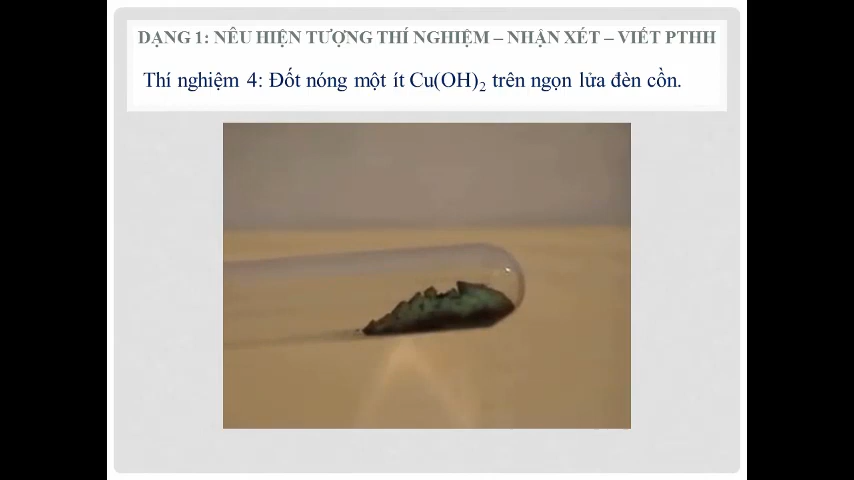 DẠNG 1: NÊU HIỆN TƯỢNG THÍ NGHIỆM – NHẬN XÉT – VIẾT PTHH
Thí nghiệm 4: Đốt nóng một ít Cu(OH)₂ trên ngọn lửa đèn cồn.